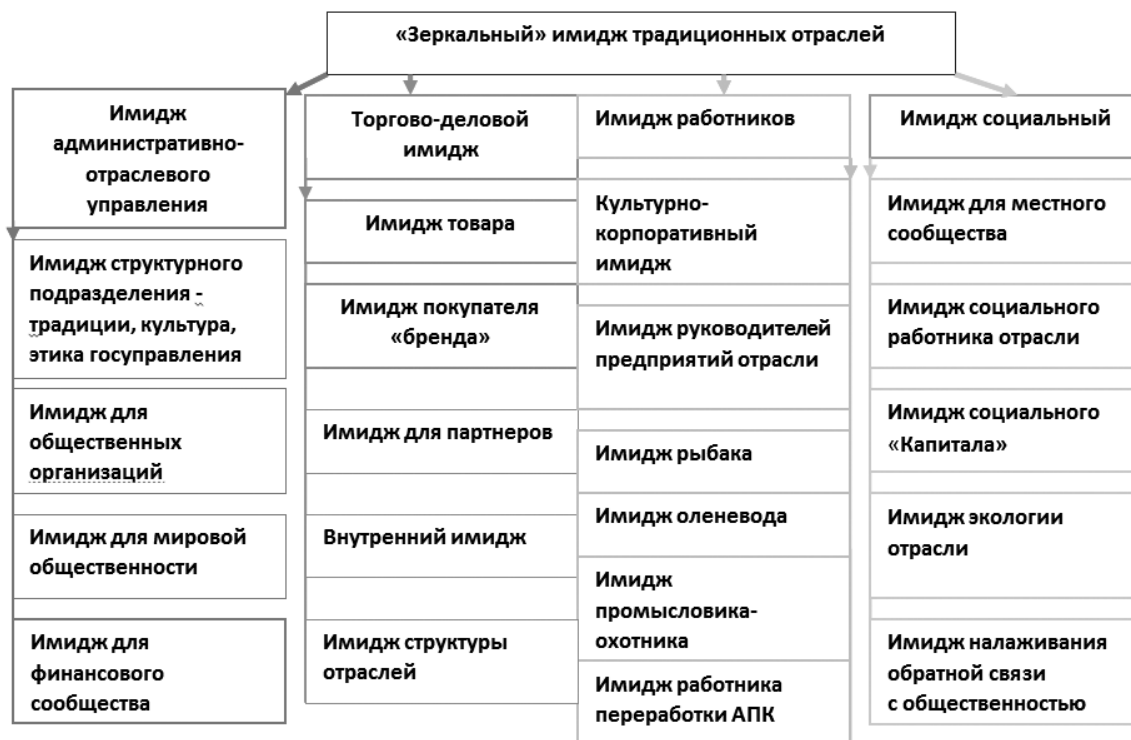 «Зеркальный» имидж традиционных отраслей
Имидж
административно-
отраслевого
управления
Имидж структурного
подразделения -
традиции, культура,
этика госуправления
Имидж для
общественных
организаций
Имидж для мировой
общественности
Имидж для
финансового
сообщества
Торгово-деловой
имидж
Имидж товара
Имидж покупателя
«бренда»
Имидж для партнеров
Внутренний имидж
Имидж структуры
отраслей
Имидж работников
Культурно-
корпоративный
имидж
Имидж руководителей
предприятий отрасли
Имидж рыбака
Имидж оленевода
Имидж
промысловика-
охотника
Имидж работника
переработки АПК
Имидж социальный
Имидж для местного
сообщества
Имидж социального
работника отрасли
Имидж социального
«Капитала»
Имидж экологии
отрасли
Имидж налаживания
обратной связи
с общественностью